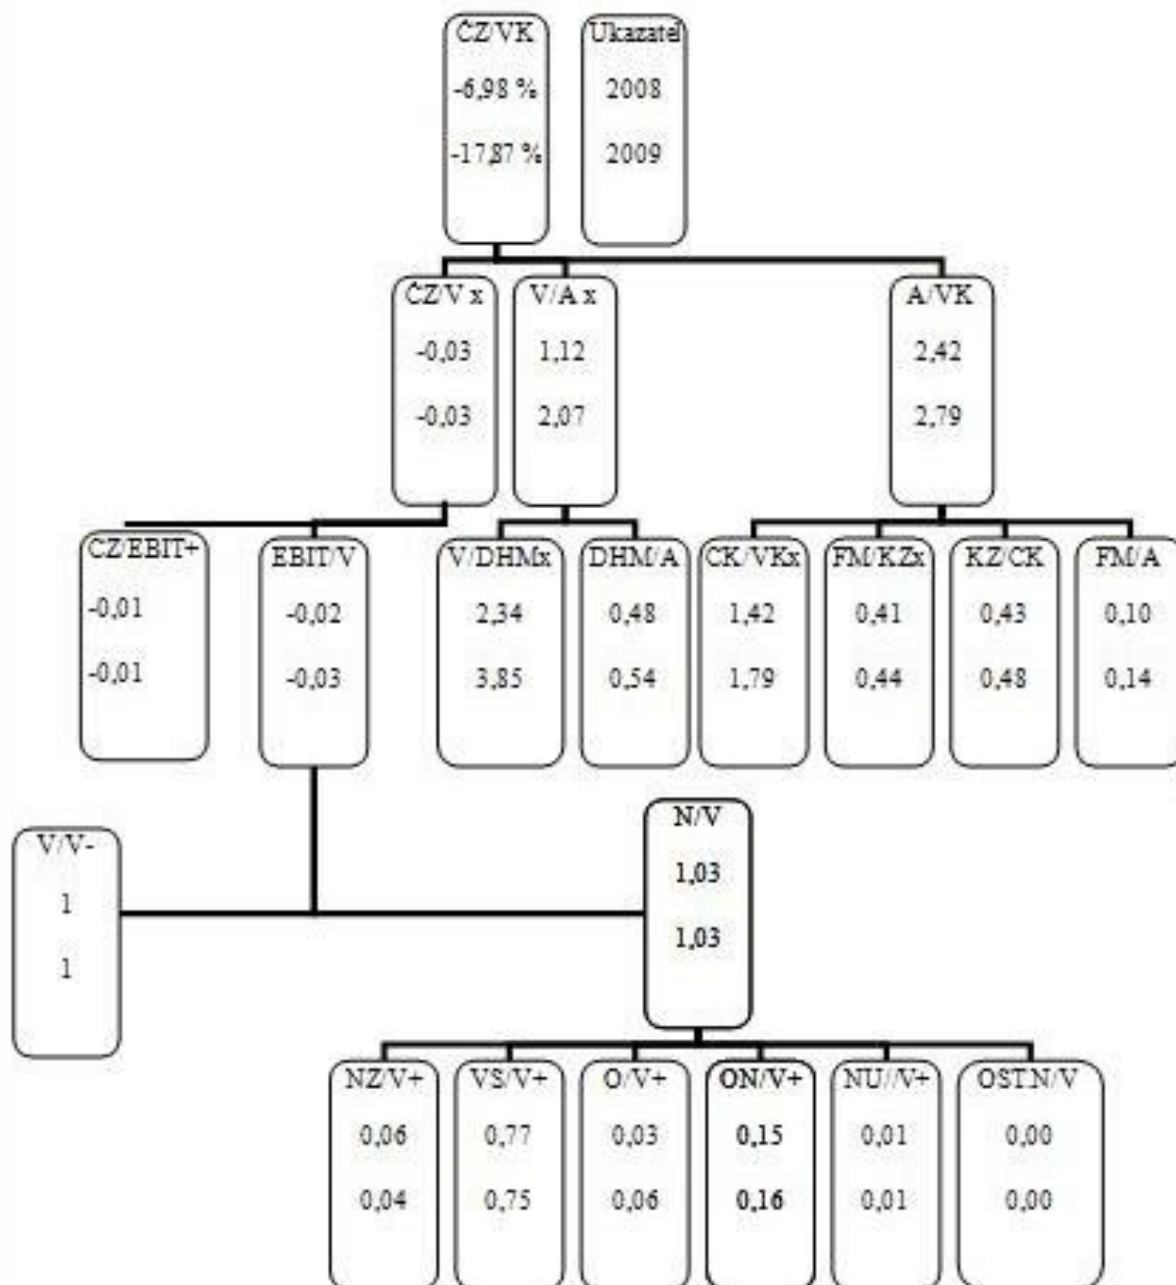 ČZ/VK
-6,98 %
-17,87 %
Ukazateľ
2008
2009
ČZ/V x
-0,03
-0,03
V/A x
1,12
2,07
A/VK
2,42
2,79
CZ/EBIT+
-0,01
-0,01
EBIT/V
-0,02
-0,03
V/DHMx
2,34
3,85
DHM/A
0,48
0,54
CK/VKx
1,42
1,79
FM/KZx
0,41
0,44
KZ/CK
0,43
0,48
FM/A
0,10
0,14
V/V-
1
1
N/V
1,03
1,03
NZ/V+
0,06
0,04
VS/V+
0,77
0,75
O/V+
0,03
0,06
ON/V+
0,15
0,16
NU//V+
0,01
0,01
OST.N/V
0,00
0,00